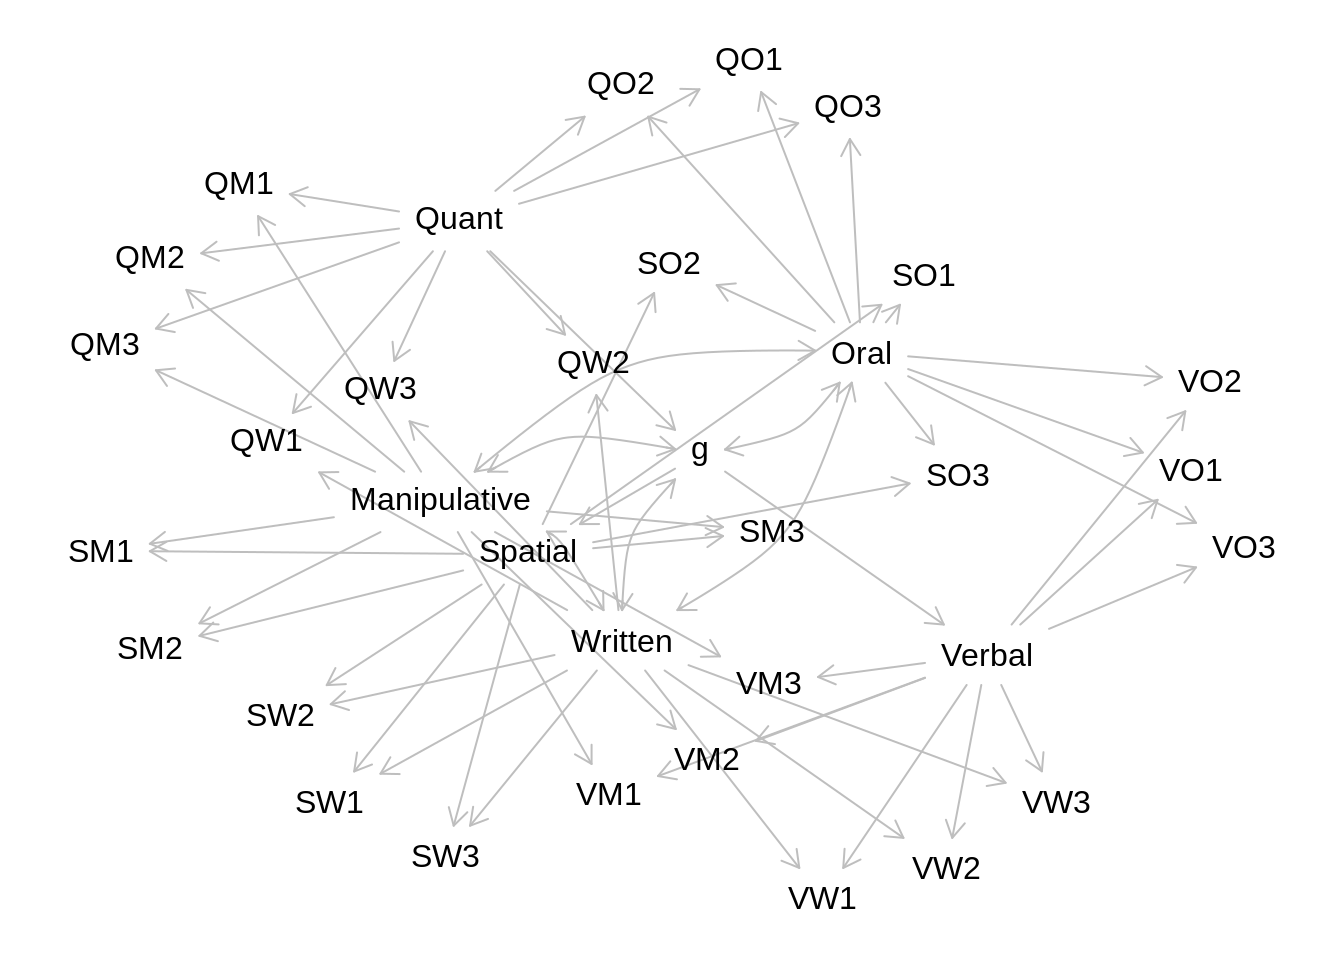 QO1
QO2
QO3
QM1
Quant
QM2
SO2
SO1
QM3
Oral
QW2
VO2
QW3
QW1
g
VO1
SO3
Manipulative
SM3
VO3
SM1
Spatial
Written
SM2
Verbal
VM3
SW2
VM2
VM1
SW1
VW3
SW3
VW2
VW1